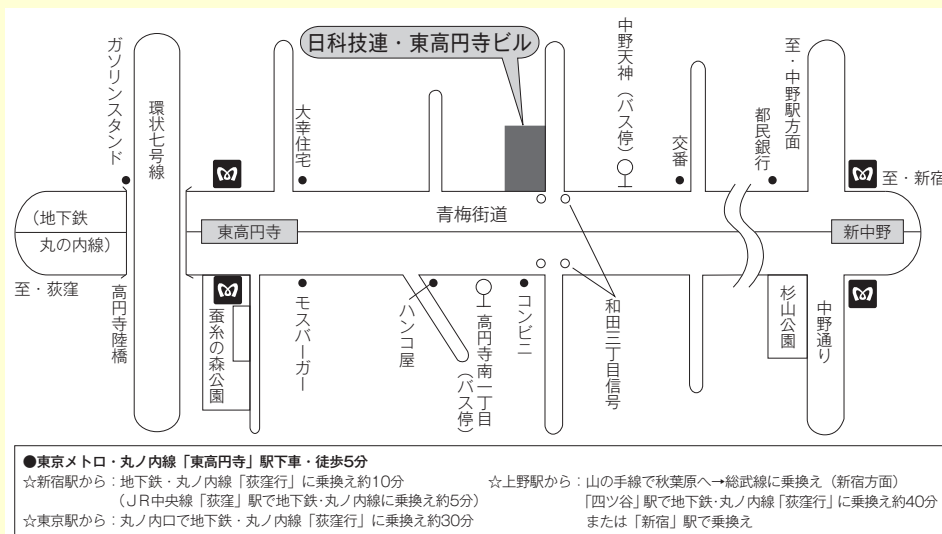 日科技連・東高円寺ビル
ガソリンスタンド
環状七号線
大幸住宅
中野天神（バス停）
交番
都民銀行
至・中野駅方面
至・新宿
（地下鉄
丸の内線）
東高円寺
青梅街道
新中野
至・荻窪
高円寺陸橋
蚕糸の森公園
モスバーガー
ハンコ屋
高円寺南一丁目
（バス停）
コンビニ
和田三丁目信号
杉山公園
中野通り
●東京メトロ・丸ノ内線「東高円寺」駅下車・徒歩5分
☆新宿駅から：地下鉄・丸ノ内線「荻窪行」に乗換え約10分
（ＪＲ中央線「荻窪」駅で地下鉄・丸ノ内線に乗換え約5分）
☆東京駅から：丸ノ内口で地下鉄・丸ノ内線「荻窪行」に乗換え約30分
☆上野駅から：山の手線で秋葉原へ→総武線に乗換え（新宿方面）
「四ツ谷」駅で地下鉄・丸ノ内線「荻窪行」に乗換え約40分
または「新宿」駅で乗換え